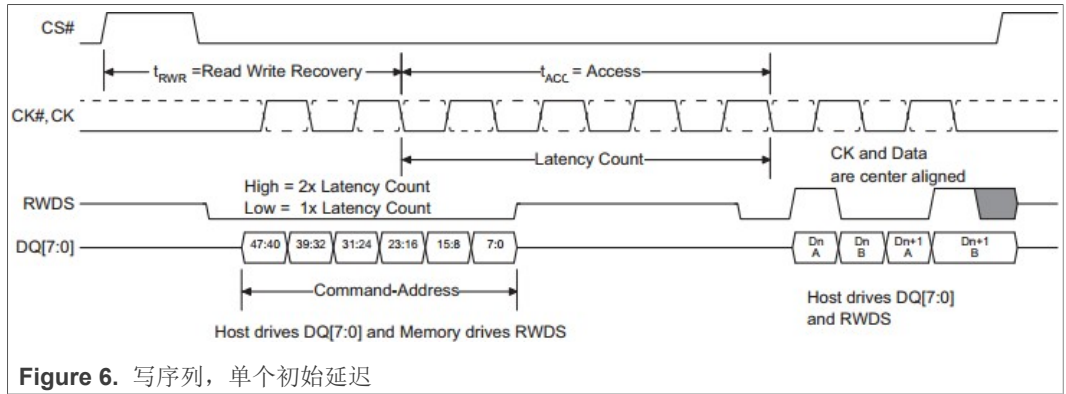 CS#
tRWR =Read Write Recovery
tACC = Access
CK#, CK
Latency Count
CK and Data
are center aligned
High = 2x Latency Count
Low = 1x Latency Count
RWDS
DQ[7:0]
47:40 39:32 31:24 23:16 15:8 7:0
Dn A
Dn B
Dn+1 A
Dn+1 B
Command-Address
Host drives DQ[7:0] and Memory drives RWDS
Host drives DQ[7:0]
and RWDS
Figure 6. 写序列，单个初始延迟